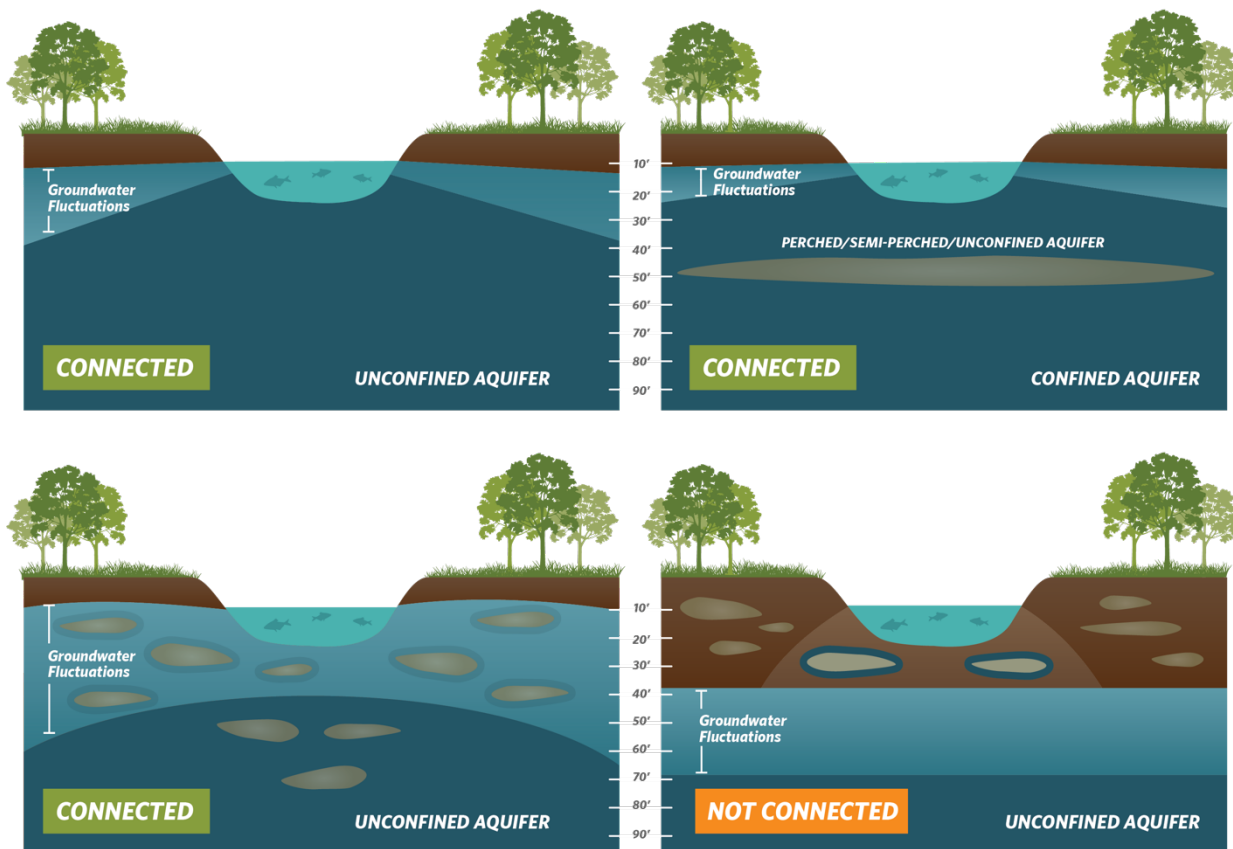 Groundwater
Fluctuations
CONNECTED
UNCONFINED AQUIFER
10'
20'
30'
40'
50'
60'
70'
80'
90'
Groundwater
Fluctuations
PERCHED/SEMI-PERCHED/UNCONFINED AQUIFER
CONNECTED
CONFINED AQUIFER
Groundwater
Fluctuations
CONNECTED
UNCONFINED AQUIFER
10'
20'
30'
40'
50'
60'
70'
80'
90'
Groundwater
Fluctuations
NOT CONNECTED
UNCONFINED AQUIFER